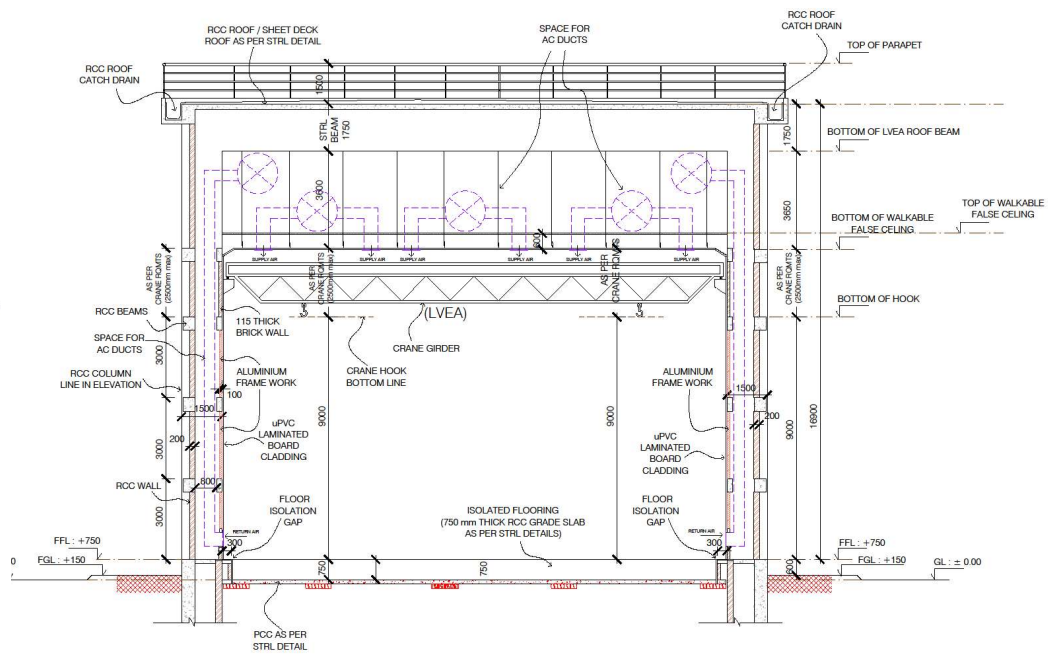 RCC ROOF / SHEET DECK
ROOF AS PER STRL DETAIL
SPACE FOR
AC DUCTS
RCC ROOF
CATCH DRAIN
TOP OF PARAPET
RCC ROOF
CATCH DRAIN
1500
STRL
BEAM
1750
1750
BOTTOM OF LVEA ROOF BEAM
3600
3650
TOP OF WALKABLE
FALSE CELING
BOTTOM OF WALKABLE
FALSE CELING
600
SUPPLY AIR
SUPPLY AIR
SUPPLY AIR
SUPPLY AIR
SUPPLY AIR
SUPPLY AIR
AS PER
CRANE RQMTS
(2500mm max)
AS PER
CRANE RQMTS
(2500mm max)
AS PER
CRANE RQMTS
AS PER
CRANE RQMTS
(2500mm max)
BOTTOM OF HOOK
(LVEA)
RCC BEAMS
115 THICK
BRICK WALL
SPACE FOR
AC DUCTS
CRANE GIRDER
CRANE HOOK
BOTTOM LINE
RCC COLUMN
LINE IN ELEVATION
3000
ALUMINIUM
FRAME WORK
ALUMINIUM
FRAME WORK
100
1500
1500
200
200
9000
9000
9000
16900
uPVC
LAMINATED
BOARD
CLADDING
uPVC
LAMINATED
BOARD
CLADDING
3000
RCC WALL
600
3000
FLOOR
ISOLATION
GAP
ISOLATED FLOORING
(750 mm THICK RCC GRADE SLAB
AS PER STRL DETAILS)
FLOOR
ISOLATION
GAP
RETURN AIR
RETURN AIR
300
300
FFL : +750
FFL : +750
0
FGL : +150
FGL : +150
GL : ± 0.00
750
750
600
PCC AS PER
STRL DETAIL